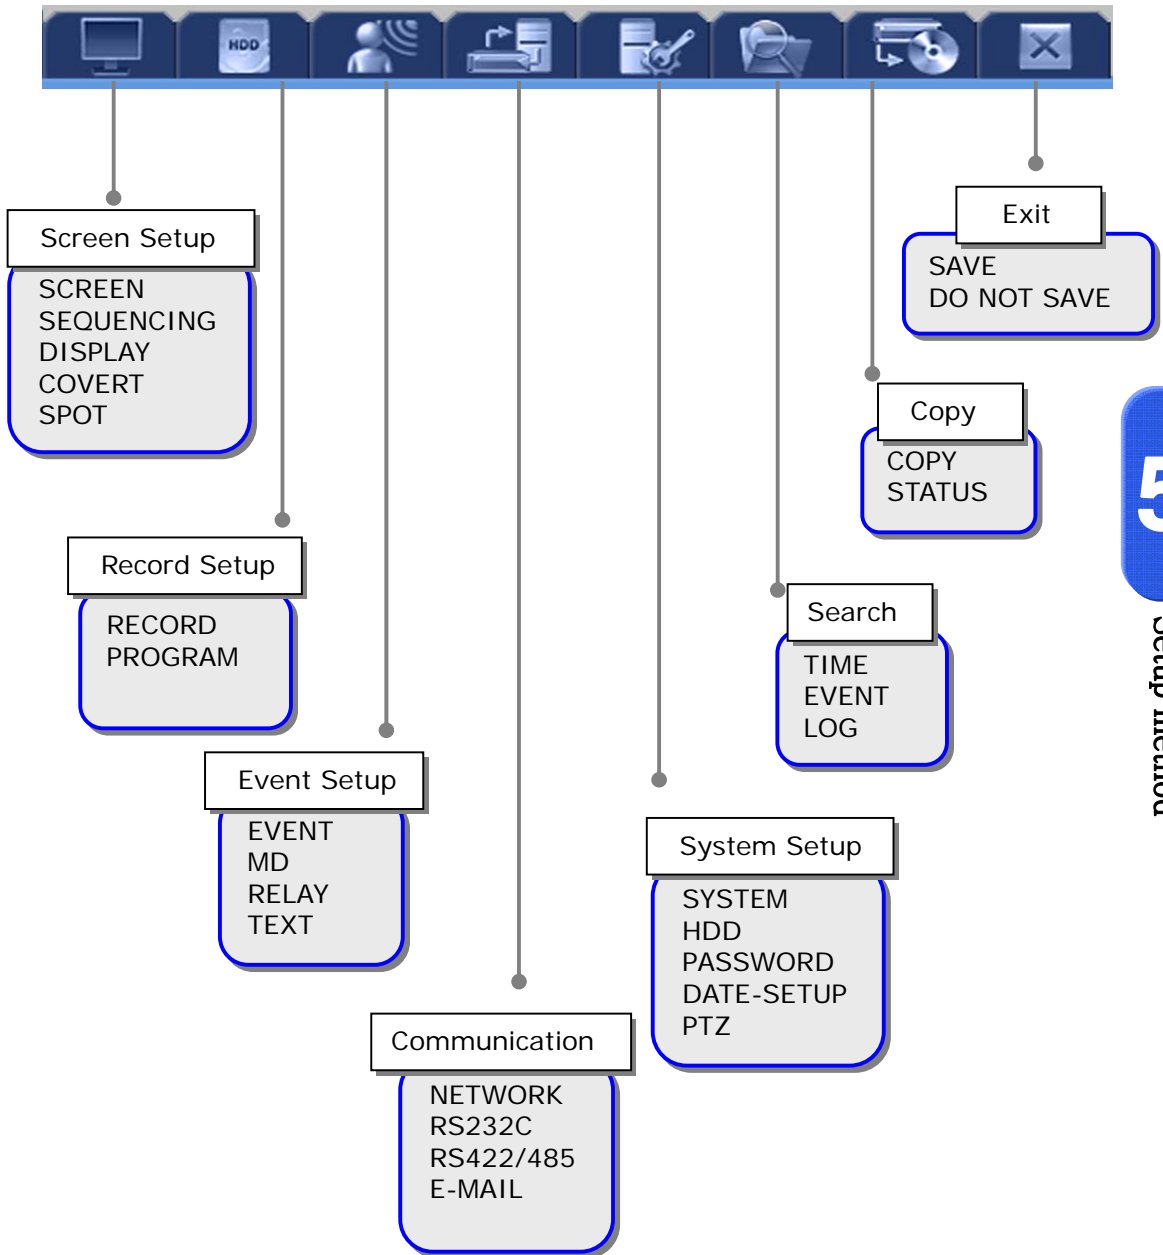 HDD
Screen Setup
SCREEN
SEQUENCING
DISPLAY
COVERT
SPOT
Record Setup
RECORD
PROGRAM
Event Setup
EVENT
MD
RELAY
TEXT
Communication
NETWORK
RS232C
RS422/485
E-MAIL
System Setup
SYSTEM
HDD
PASSWORD
DATE-SETUP
PTZ
Search
TIME
EVENT
LOG
Copy
COPY
STATUS
Exit
SAVE
DO NOT SAVE
5